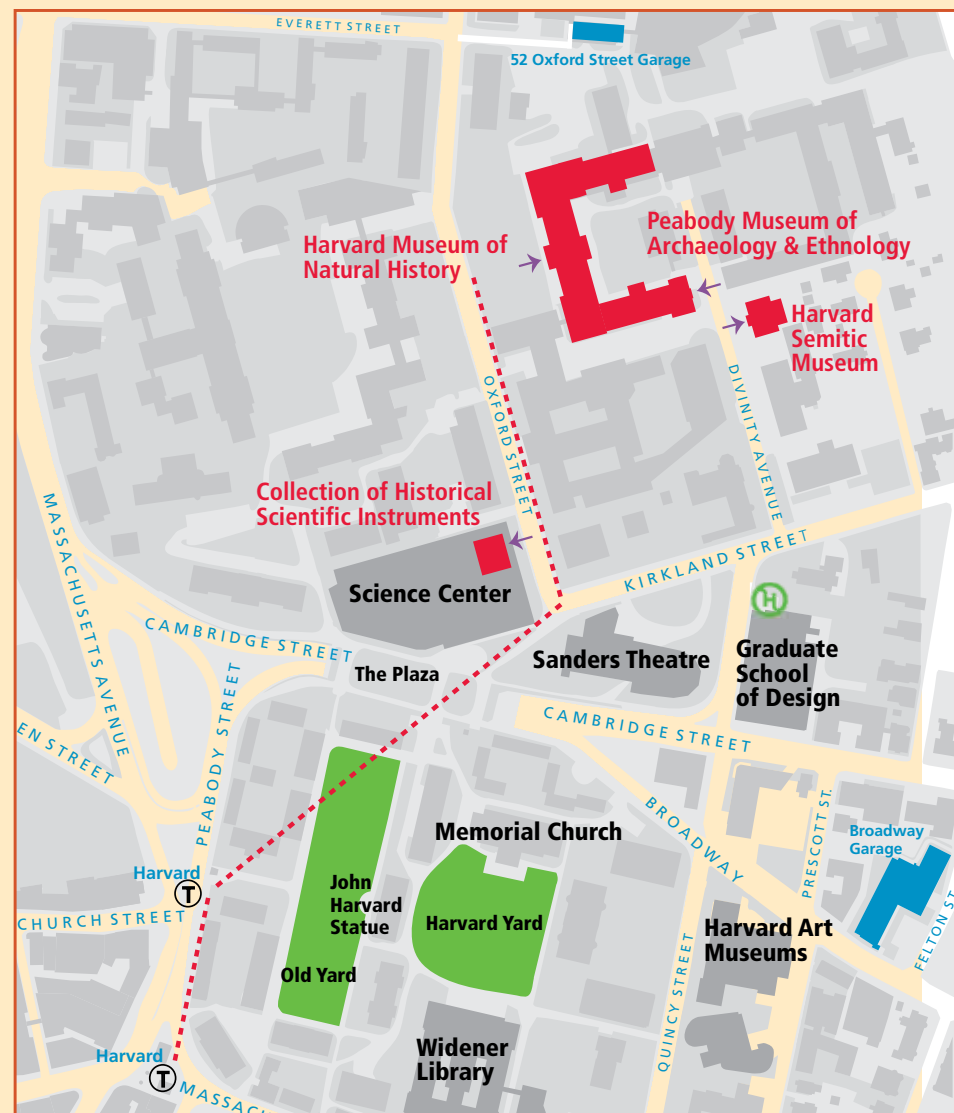 EVERETT STREET
52 Oxford Street Garage
Harvard Museum of
Natural History
Peabody Museum of
Archaeology & Ethnology
Harvard
Semitic
Museum
OXFORD STREET
DIVINITY AVENUE
Collection of Historical
Scientific Instruments
MASSACHUSETTS AVENUE
KIRKLAND STREET
Science Center
H
CAMBRIDGE STREET
The Plaza
Sanders Theatre
Graduate
School
of Design
PEABODY STREET
CAMBRIDGE STREET
EN STREET
BROADWAY
PRESCOTT ST.
Memorial Church
Broadway
Garage
Harvard
T
John
Harvard
Statue
CHURCH STREET
Harvard Yard
Harvard Art
Museums
FELTON ST
Old Yard
QUINCY STREET
Widener
Library
Harvard
T
MASSACH